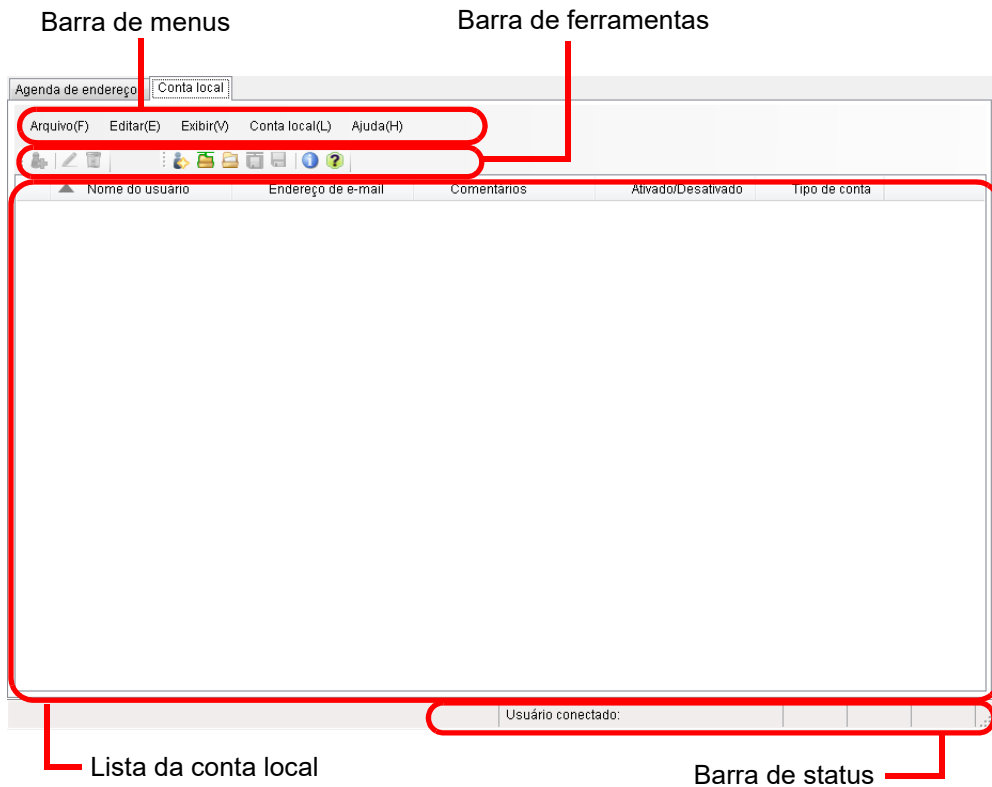 Barra de menus
Barra de ferramentas
Agenda de endereço
Conta local
Arquivo(F) Editar(E) Exibir(V) Conta local(L) Ajuda(H)
Nome do usuário Endereço de e-mail Comentários Ativado/Desativado Tipo de conta
Usuário conectado:
Lista da conta local
Barra de status